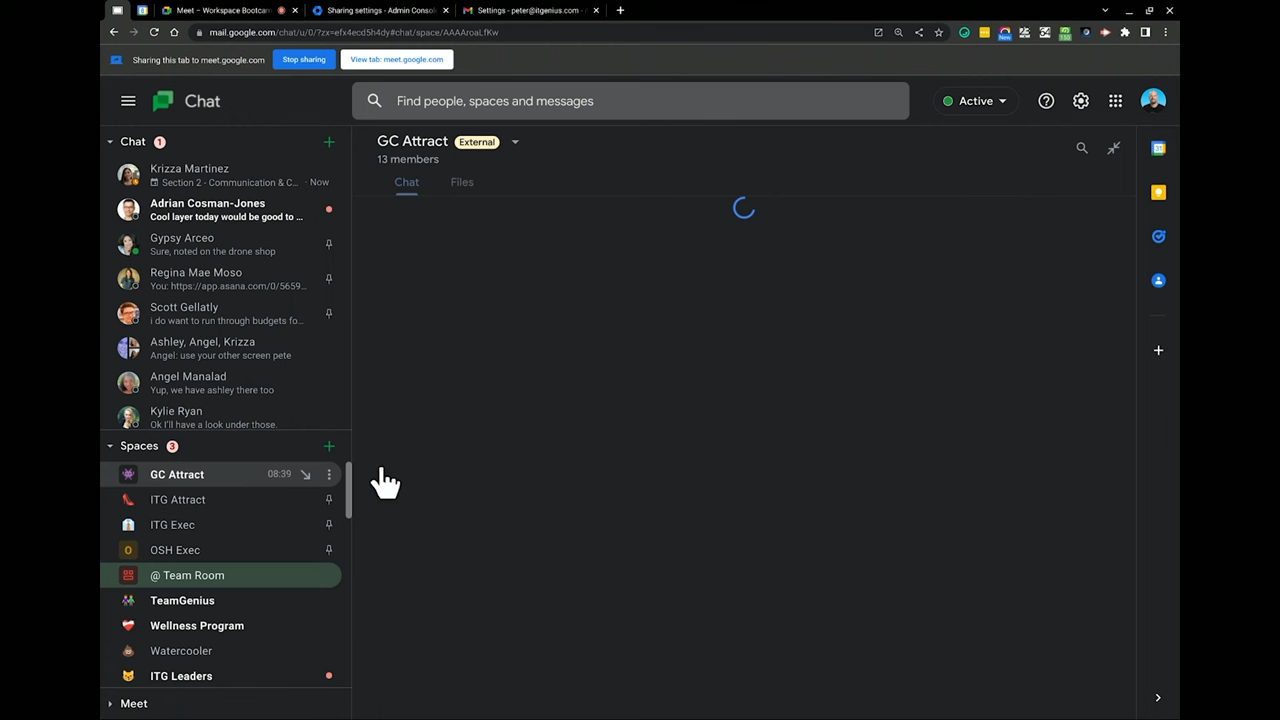 Meet – Workspace Bootcam
Sharing settings - Admin Consol
Settings - peter@itgenius.com -
mail.google.com/chat/u/0/?zx=efx4ecd5h4dy#chat/space/AAAAroaLfKw
Sharing this tab to meet.google.com
Stop sharing
View tab: meet.google.com
Chat
Find people, spaces and messages
Active
Chat 1
Krizza Martinez
Section 2 - Communication & C... · Now
Adrian Cosman-Jones
Cool layer today would be good to ...
Gypsy Arceo
Sure, noted on the drone shop
Regina Mae Moso
You: https://app.asana.com/0/5659...
Scott Gellatly
i do want to run through budgets fo...
Ashley, Angel, Krizza
Angel: use your other screen pete
Angel Manalad
Yup, we have ashley there too
Kylie Ryan
Ok I'll have a look under those.
Spaces 3
GC Attract 08:39
ITG Attract
ITG Exec
O OSH Exec
@ Team Room
TeamGenius
Wellness Program
Watercooler
ITG Leaders
Meet
GC Attract External
13 members
Chat Files